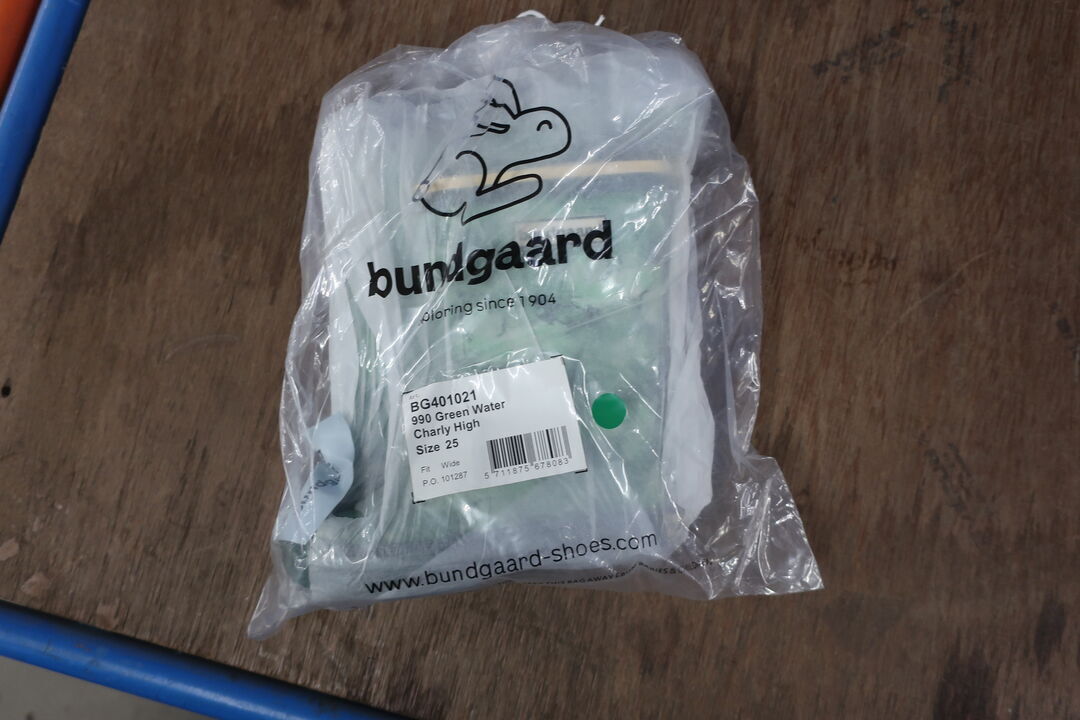 bundgaard
ploring since 1904
Art.
BG401021
990 Green Water
Charly High
Size 25
Fit Wide
P.O. 101287
5 711875 678083
www.bundgaard-shoes.com